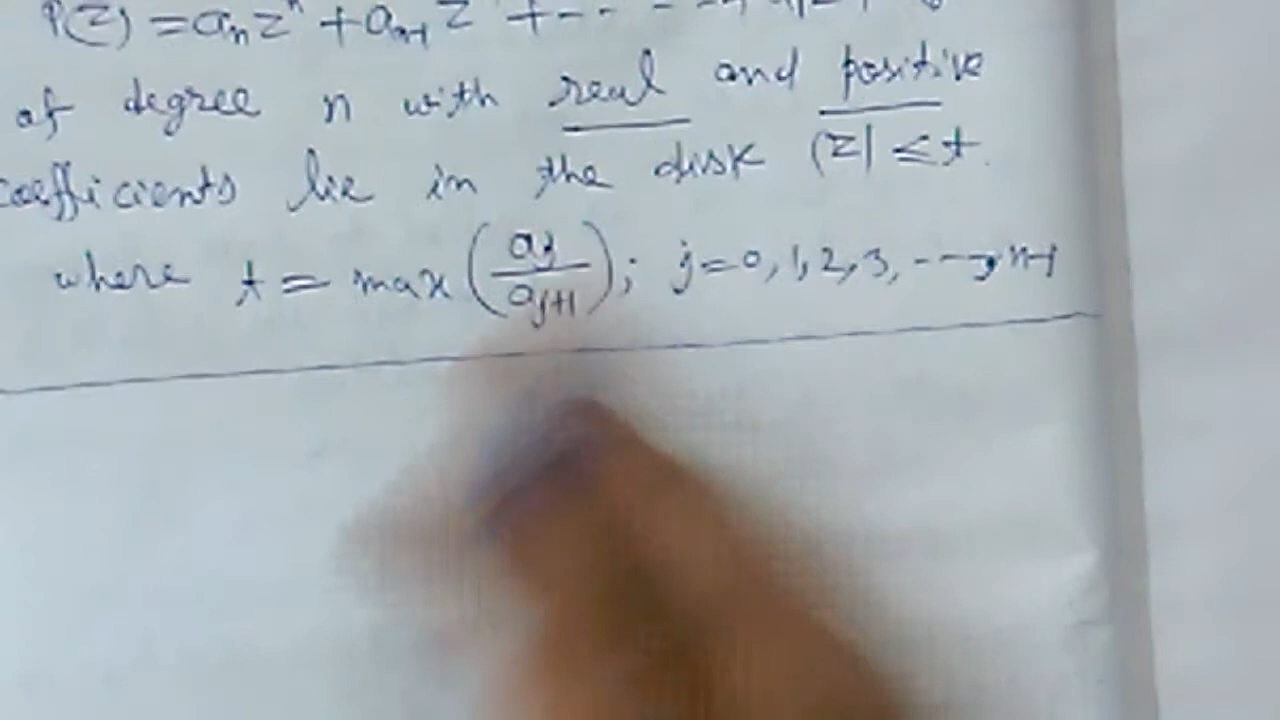 P(z) = aₙzⁿ + aₙ₋₁z + - - - - - +
of degree n with real and positive
coefficients lie in the disk |z| ≤ t.
where t = max (aj/aj+1); j=0,1,2,3,---, n-1